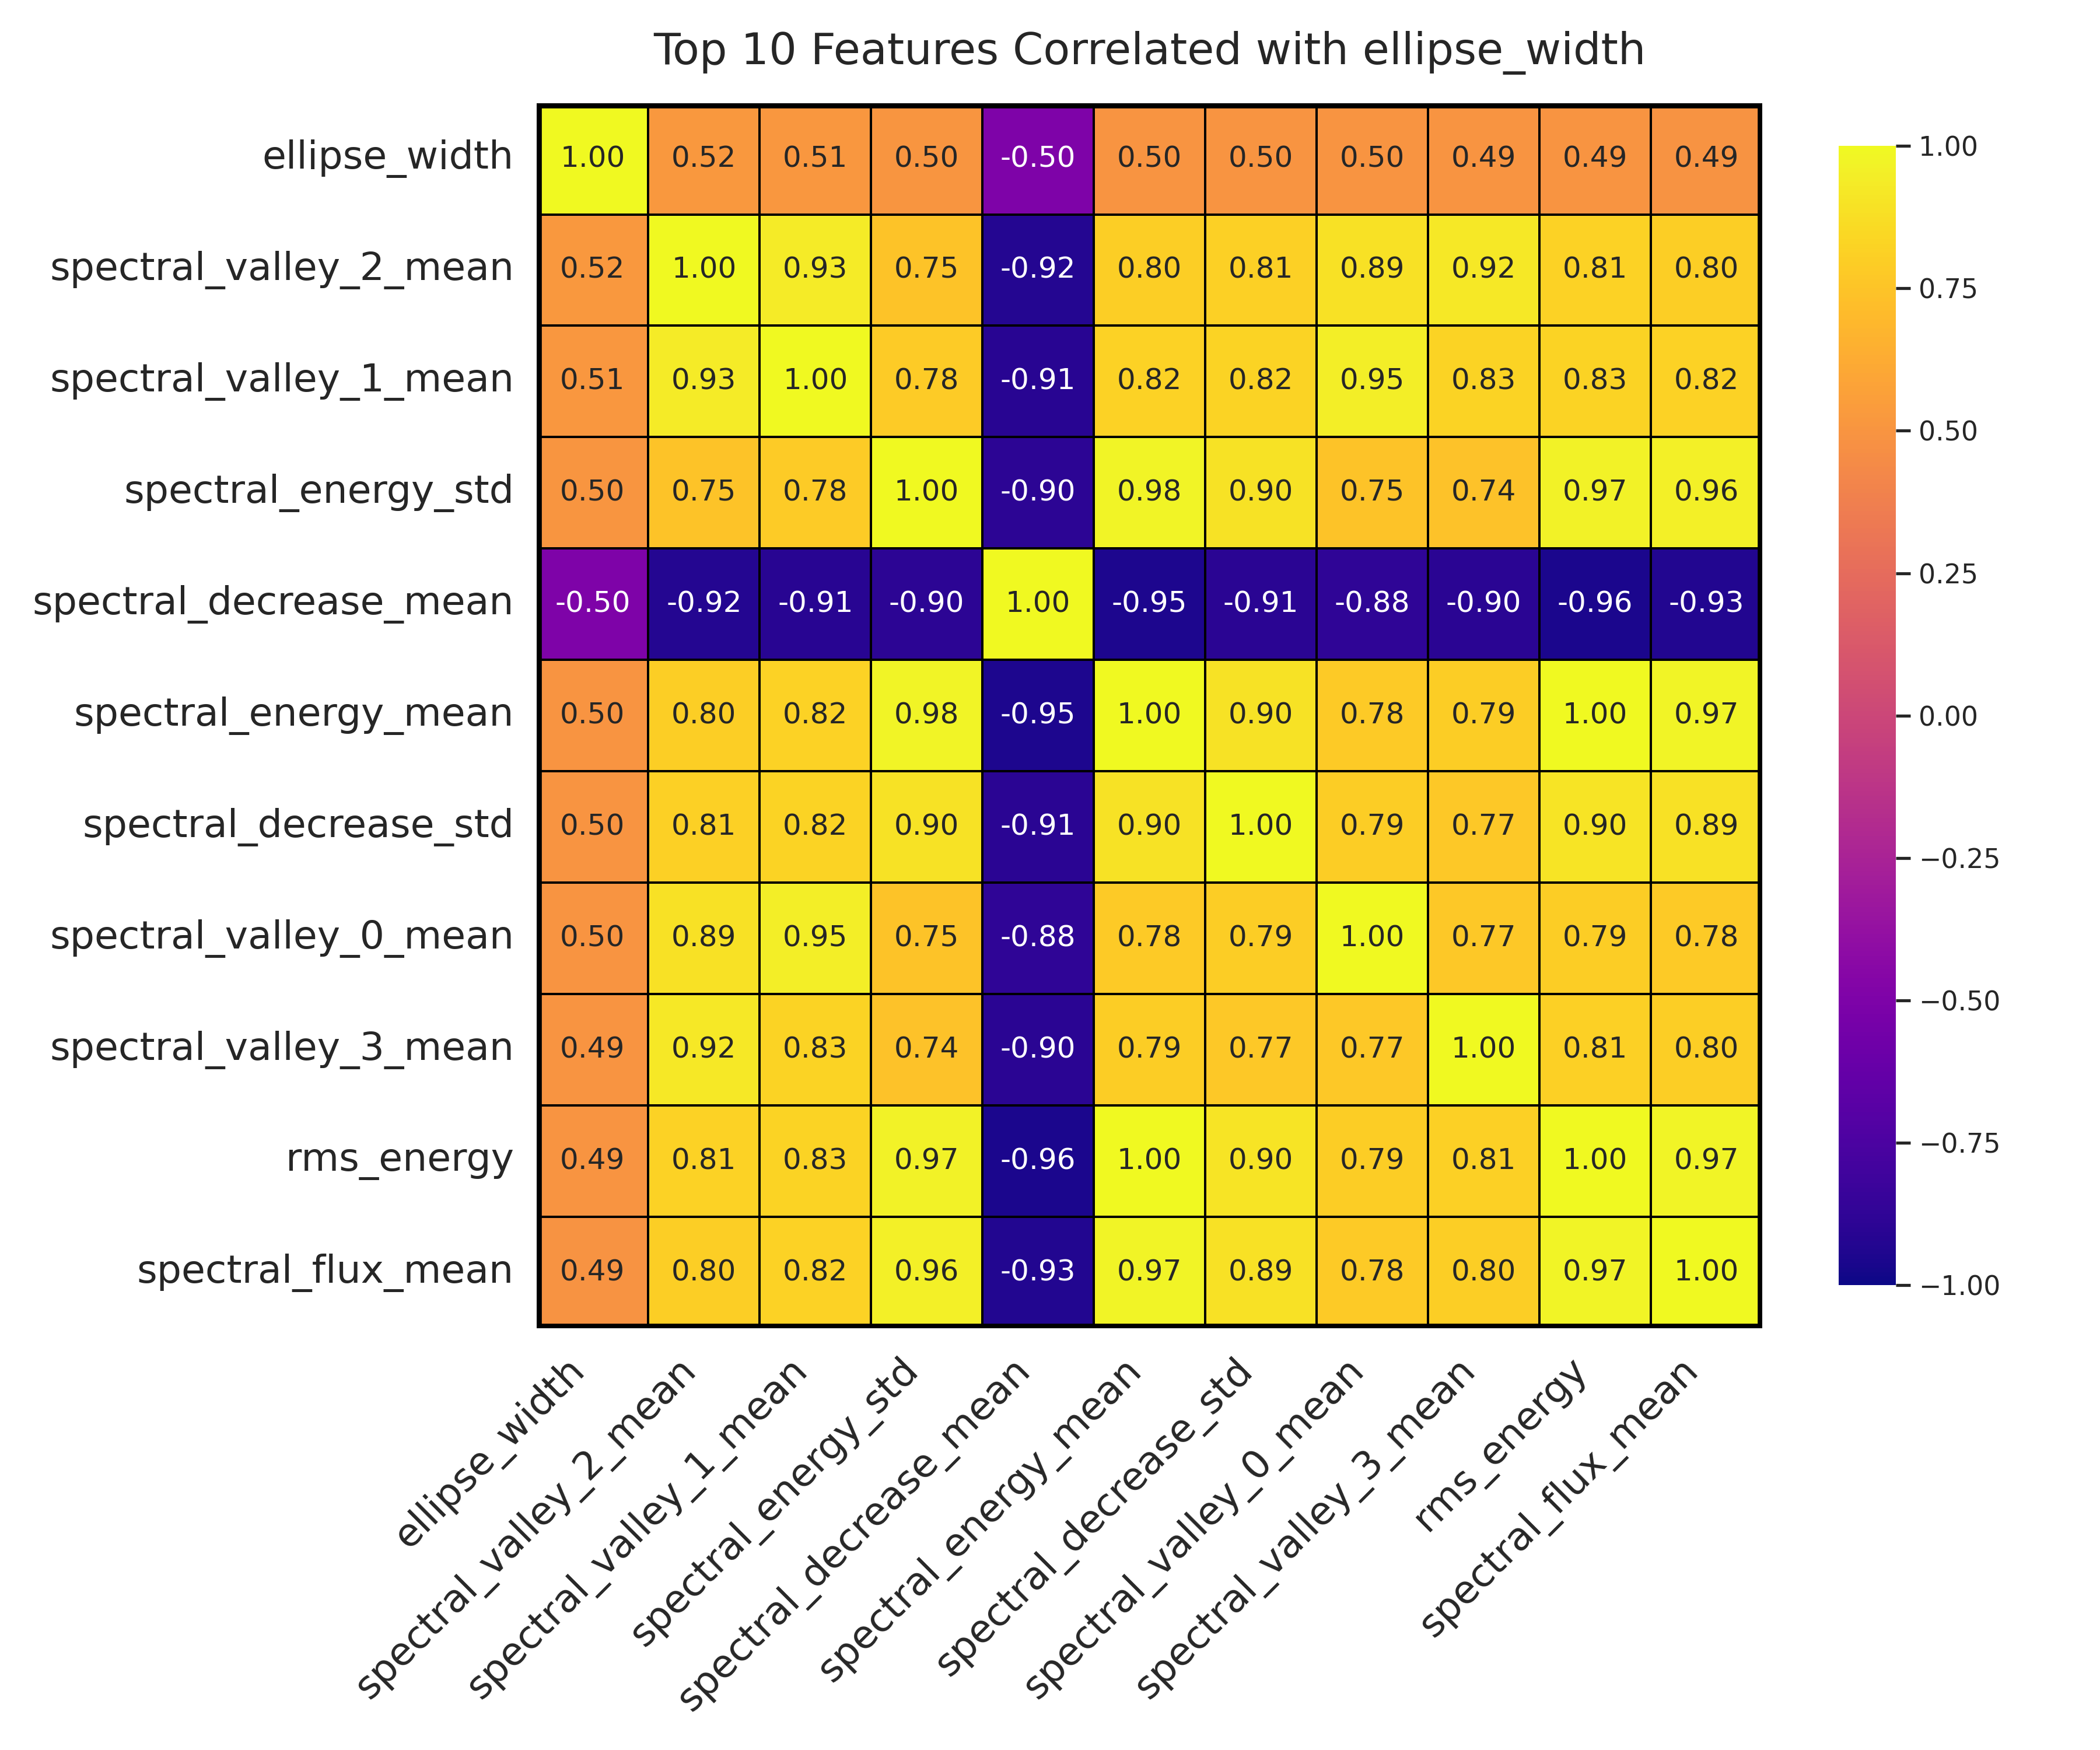 Top 10 Features Correlated with ellipse_width
ellipse_width 1.00 0.52 0.51 0.50 -0.50 0.50 0.50 0.50 0.49 0.49 0.49
spectral_valley_2_mean 0.52 1.00 0.93 0.75 -0.92 0.80 0.81 0.89 0.92 0.81 0.80
spectral_valley_1_mean 0.51 0.93 1.00 0.78 -0.91 0.82 0.82 0.95 0.83 0.83 0.82
spectral_energy_std 0.50 0.75 0.78 1.00 -0.90 0.98 0.90 0.75 0.74 0.97 0.96
spectral_decrease_mean -0.50 -0.92 -0.91 -0.90 1.00 -0.95 -0.91 -0.88 -0.90 -0.96 -0.93
spectral_energy_mean 0.50 0.80 0.82 0.98 -0.95 1.00 0.90 0.78 0.79 1.00 0.97
spectral_decrease_std 0.50 0.81 0.82 0.90 -0.91 0.90 1.00 0.79 0.77 0.90 0.89
spectral_valley_0_mean 0.50 0.89 0.95 0.75 -0.88 0.78 0.79 1.00 0.77 0.79 0.78
spectral_valley_3_mean 0.49 0.92 0.83 0.74 -0.90 0.79 0.77 0.77 1.00 0.81 0.80
rms_energy 0.49 0.81 0.83 0.97 -0.96 1.00 0.90 0.79 0.81 1.00 0.97
spectral_flux_mean 0.49 0.80 0.82 0.96 -0.93 0.97 0.89 0.78 0.80 0.97 1.00
ellipse_width
spectral_valley_2_mean
spectral_valley_1_mean
spectral_energy_std
spectral_decrease_mean
spectral_energy_mean
spectral_decrease_std
spectral_valley_0_mean
spectral_valley_3_mean
rms_energy
spectral_flux_mean
1.00
0.75
0.50
0.25
0.00
−0.25
−0.50
−0.75
−1.00